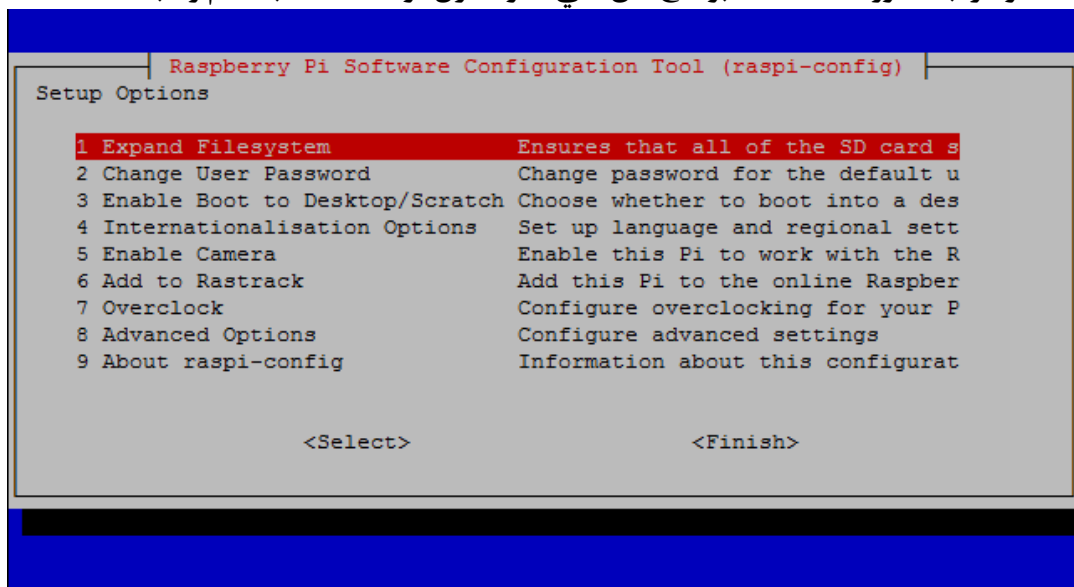 Raspberry Pi Software Configuration Tool (raspi-config)
Setup Options
1 Expand Filesystem Ensures that all of the SD card s
2 Change User Password Change password for the default u
3 Enable Boot to Desktop/Scratch Choose whether to boot into a des
4 Internationalisation Options Set up language and regional sett
5 Enable Camera Enable this Pi to work with the R
6 Add to Rastrack Add this Pi to the online Raspber
7 Overclock Configure overclocking for your P
8 Advanced Options Configure advanced settings
9 About raspi-config Information about this configurat
<Select> <Finish>